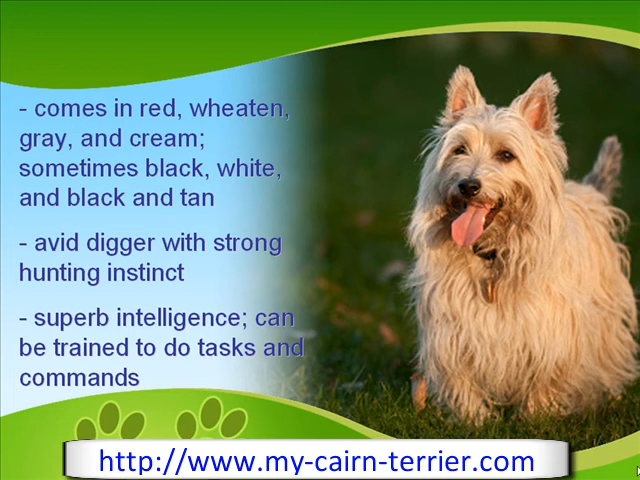 - comes in red, wheaten,
gray, and cream;
sometimes black, white,
and black and tan
- avid digger with strong
hunting instinct
- superb intelligence; can
be trained to do tasks and
commands
http://www.my-cairn-terrier.com